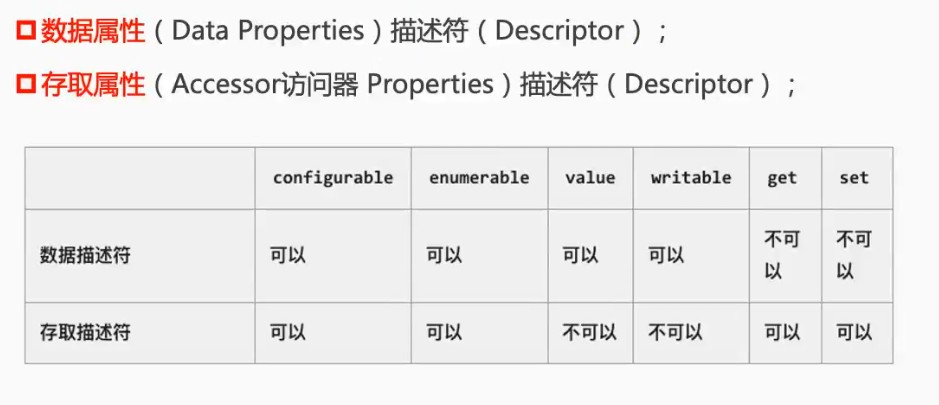 数据属性（Data Properties）描述符（Descriptor）；
存取属性（Accessor访问器 Properties）描述符（Descriptor）；
configurable enumerable value writable get set
数据描述符 可以 可以 可以 可以 不可以 不可以
存取描述符 可以 可以 不可以 不可以 可以 可以